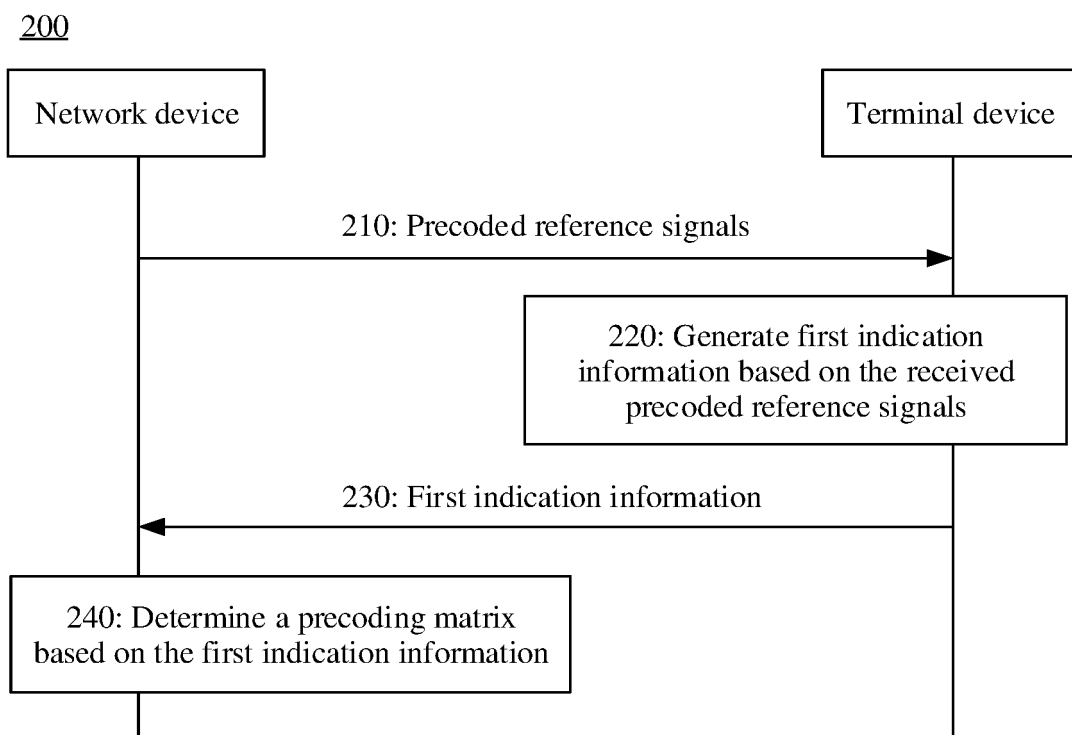 200
Network device
Terminal device
210: Precoded reference signals
220: Generate first indication
information based on the received
precoded reference signals
230: First indication information
240: Determine a precoding matrix
based on the first indication information